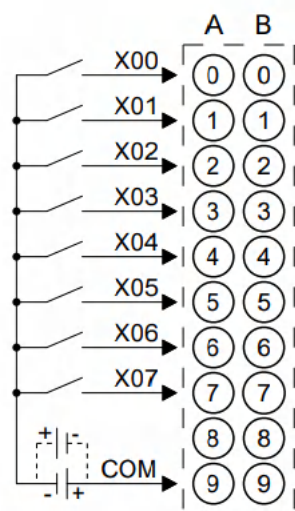 A B
X00 0 0
X01 1 1
X02 2 2
X03 3 3
X04 4 4
X05 5 5
X06 6 6
X07 7 7
8 8
+ -
COM 9 9
- +